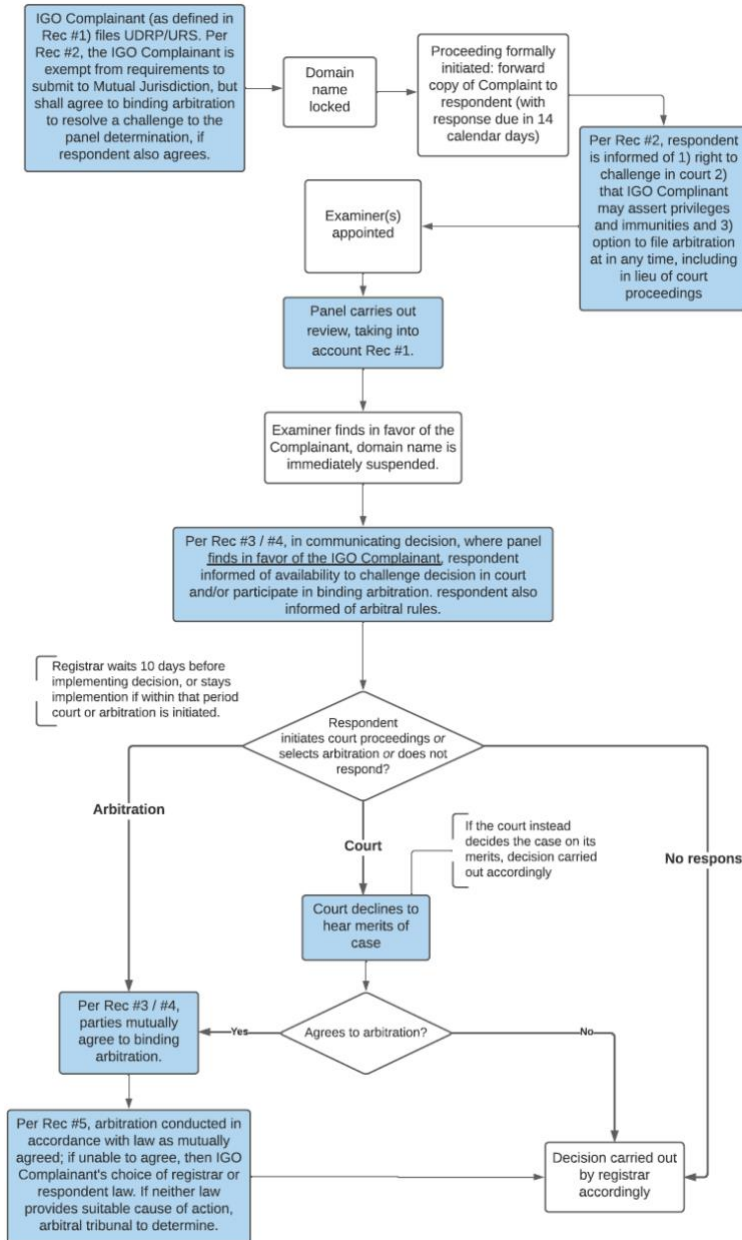 IGO Complainant (as defined in
Rec #1) files UDRP/URS. Per
Rec #2, the IGO Complainant is
exempt from requirements to
submit to Mutual Jurisdiction, but
shall agree to binding arbitration
to resolve a challenge to the
panel determination, if
respondent also agrees.
Domain
name
locked
Proceeding formally
initiated: forward
copy of Complaint to
respondent (with
response due in 14
calendar days)
Per Rec #2, respondent
is informed of 1) right to
challenge in court 2)
that IGO Complinant
may assert privileges
and immunities and 3)
option to file arbitration
at in any time, including
in lieu of court
proceedings
Examiner(s)
appointed
Panel carries out
review, taking into
account Rec #1.
Examiner finds in favor of the
Complainant, domain name is
immediately suspended.
Per Rec #3 / #4, in communicating decision, where panel
finds in favor of the IGO Complainant, respondent
informed of availability to challenge decision in court
and/or participate in binding arbitration. respondent also
informed of arbitral rules.
Registrar waits 10 days before
implementing decision, or stays
implemention if within that period
court or arbitration is initiated.
Respondent
initiates court proceedings or
selects arbitration or does not
respond?
Arbitration
Court
No respons
If the court instead
decides the case on its
merits, decision carried
out accordingly
Court declines to
hear merits of
case
Per Rec #3 / #4,
parties mutually
agree to binding
arbitration.
Yes
Agrees to arbitration?
No
Per Rec #5, arbitration conducted in
accordance with law as mutually
agreed; if unable to agree, then IGO
Complainant's choice of registrar or
respondent law. If neither law
provides suitable cause of action,
arbitral tribunal to determine.
Decision carried out
by registrar
accordingly